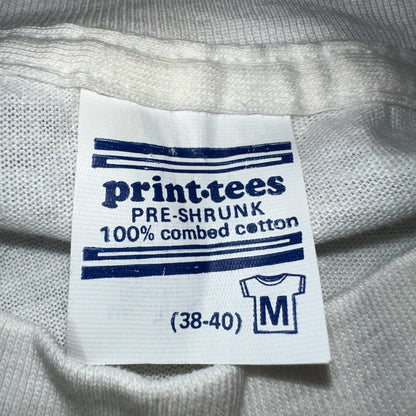 print·tees
PRE-SHRUNK
100% combed cotton
(38-40) M